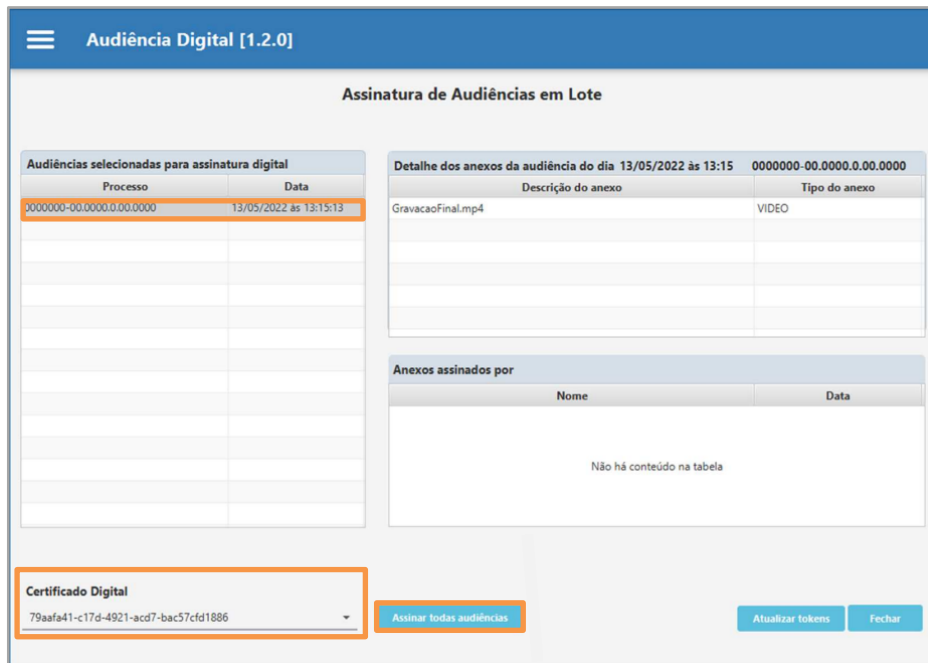 Audiência Digital [1.2.0]
Assinatura de Audiências em Lote
Audiências selecionadas para assinatura digital
Processo Data
0000000-00.0000.0.00.0000 13/05/2022 às 13:15:13
Detalhe dos anexos da audiência do dia 13/05/2022 às 13:15 0000000-00.0000.0.00.0000
Descrição do anexo Tipo do anexo
GravacaoFinal.mp4 VIDEO
Anexos assinados por
Nome Data
Não há conteúdo na tabela
Certificado Digital
79aafa41-c17d-4921-acd7-bac57cfd1886
Assinar todas audiências
Atualizar tokens
Fechar